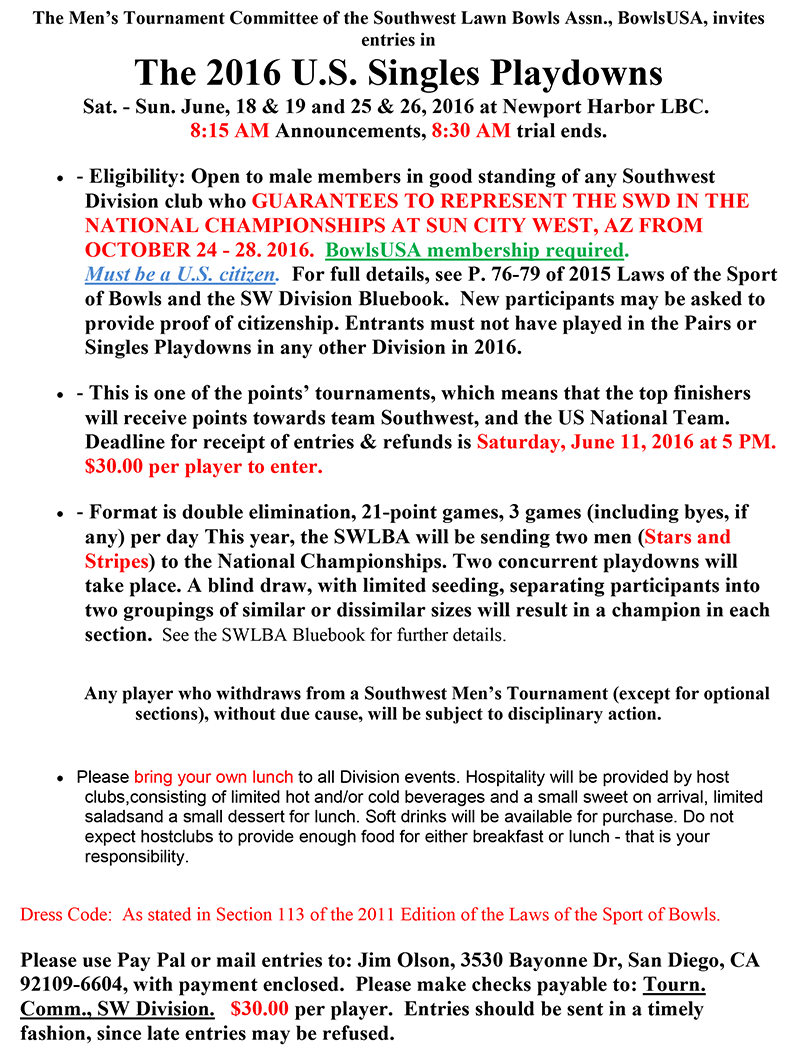 The Men’s Tournament Committee of the Southwest Lawn Bowls Assn., BowlsUSA, invites
entries in
The 2016 U.S. Singles Playdowns
Sat. - Sun. June, 18 & 19 and 25 & 26, 2016 at Newport Harbor LBC.
8:15 AM Announcements, 8:30 AM trial ends.
• - Eligibility: Open to male members in good standing of any Southwest
Division club who GUARANTEES TO REPRESENT THE SWD IN THE
NATIONAL CHAMPIONSHIPS AT SUN CITY WEST, AZ FROM
OCTOBER 24 - 28. 2016. BowlsUSA membership required.
Must be a U.S. citizen. For full details, see P. 76-79 of 2015 Laws of the Sport
of Bowls and the SW Division Bluebook. New participants may be asked to
provide proof of citizenship. Entrants must not have played in the Pairs or
Singles Playdowns in any other Division in 2016.
• - This is one of the points’ tournaments, which means that the top finishers
will receive points towards team Southwest, and the US National Team.
Deadline for receipt of entries & refunds is Saturday, June 11, 2016 at 5 PM.
$30.00 per player to enter.
• - Format is double elimination, 21-point games, 3 games (including byes, if
any) per day This year, the SWLBA will be sending two men (Stars and
Stripes) to the National Championships. Two concurrent playdowns will
take place. A blind draw, with limited seeding, separating participants into
two groupings of similar or dissimilar sizes will result in a champion in each
section. See the SWLBA Bluebook for further details.
Any player who withdraws from a Southwest Men’s Tournament (except for optional
sections), without due cause, will be subject to disciplinary action.
• Please bring your own lunch to all Division events. Hospitality will be provided by host
clubs,consisting of limited hot and/or cold beverages and a small sweet on arrival, limited
saladsand a small dessert for lunch. Soft drinks will be available for purchase. Do not
expect hostclubs to provide enough food for either breakfast or lunch - that is your
responsibility.
Dress Code: As stated in Section 113 of the 2011 Edition of the Laws of the Sport of Bowls.
Please use Pay Pal or mail entries to: Jim Olson, 3530 Bayonne Dr, San Diego, CA
92109-6604, with payment enclosed. Please make checks payable to: Tourn.
Comm., SW Division. $30.00 per player. Entries should be sent in a timely
fashion, since late entries may be refused.